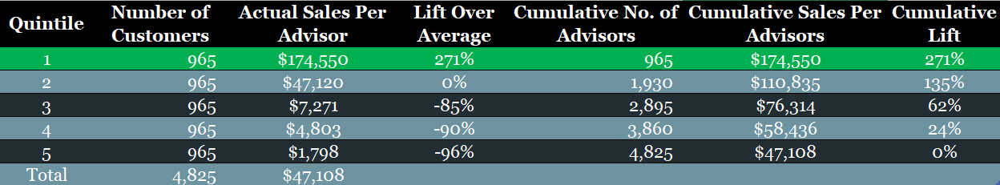 Quintile Number of Customers Actual Sales Per Advisor Lift Over Average Cumulative No. of Advisors Cumulative Sales Per Advisors Cumulative Lift
1 965 $174,550 271% 965 $174,550 271%
2 965 $47,120 0% 1,930 $110,835 135%
3 965 $7,271 -85% 2,895 $76,314 62%
4 965 $4,803 -90% 3,860 $58,436 24%
5 965 $1,798 -96% 4,825 $47,108 0%
Total 4,825 $47,108